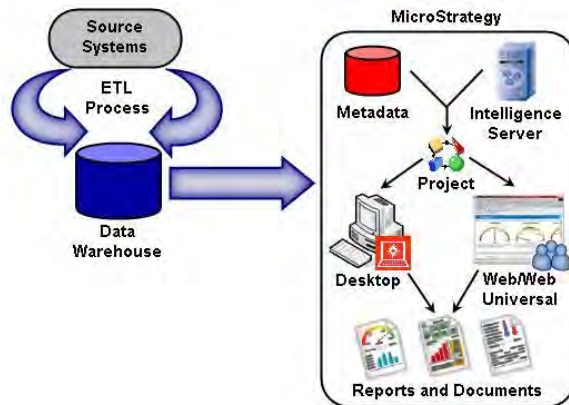 Source
Systems
ETL
Process
Data
Warehouse
MicroStrategy
Metadata
Intelligence
Server
Project
Desktop
Web/Web
Universal
Reports and Documents